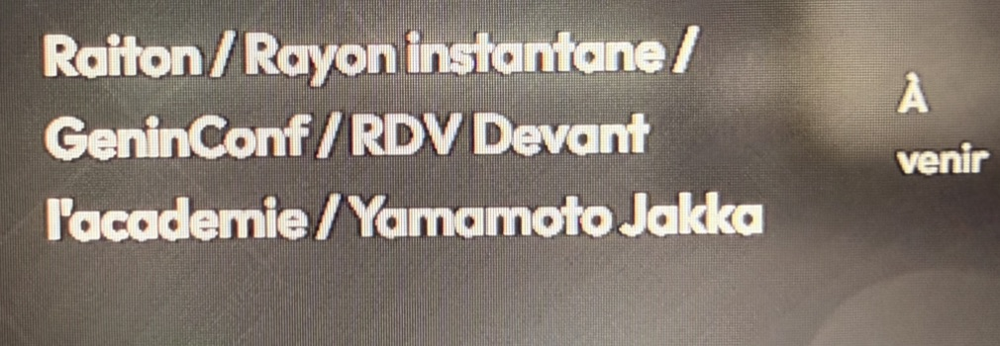 Raiton / Rayon instantane /
GeninConf / RDV Devant
l'academie / Yamamoto Jakka
À
venir